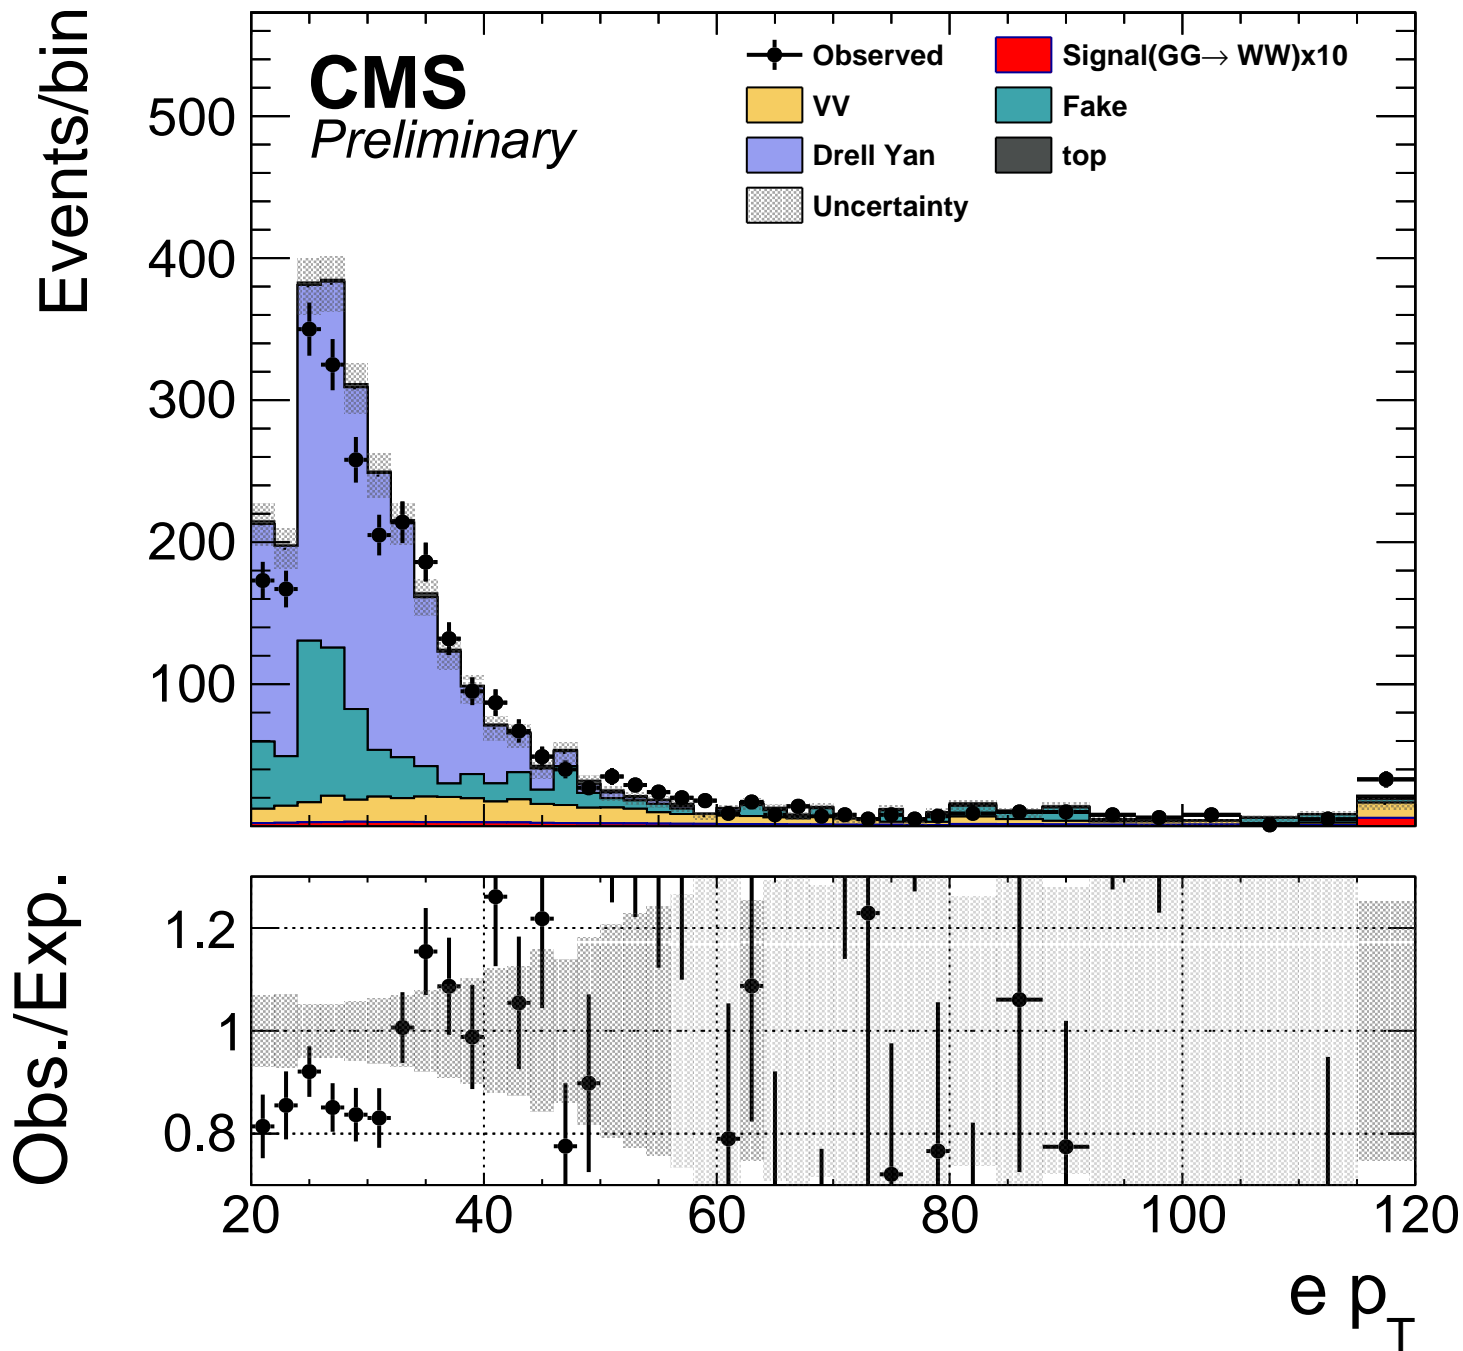 Events/bin
500
400
300
200
100
CMS
Preliminary
Observed
Signal(GG→ WW)x10
VV
Fake
Drell Yan
top
Uncertainty
Obs./Exp.
1.2
1
0.8
20 40 60 80 100 120
e p_T